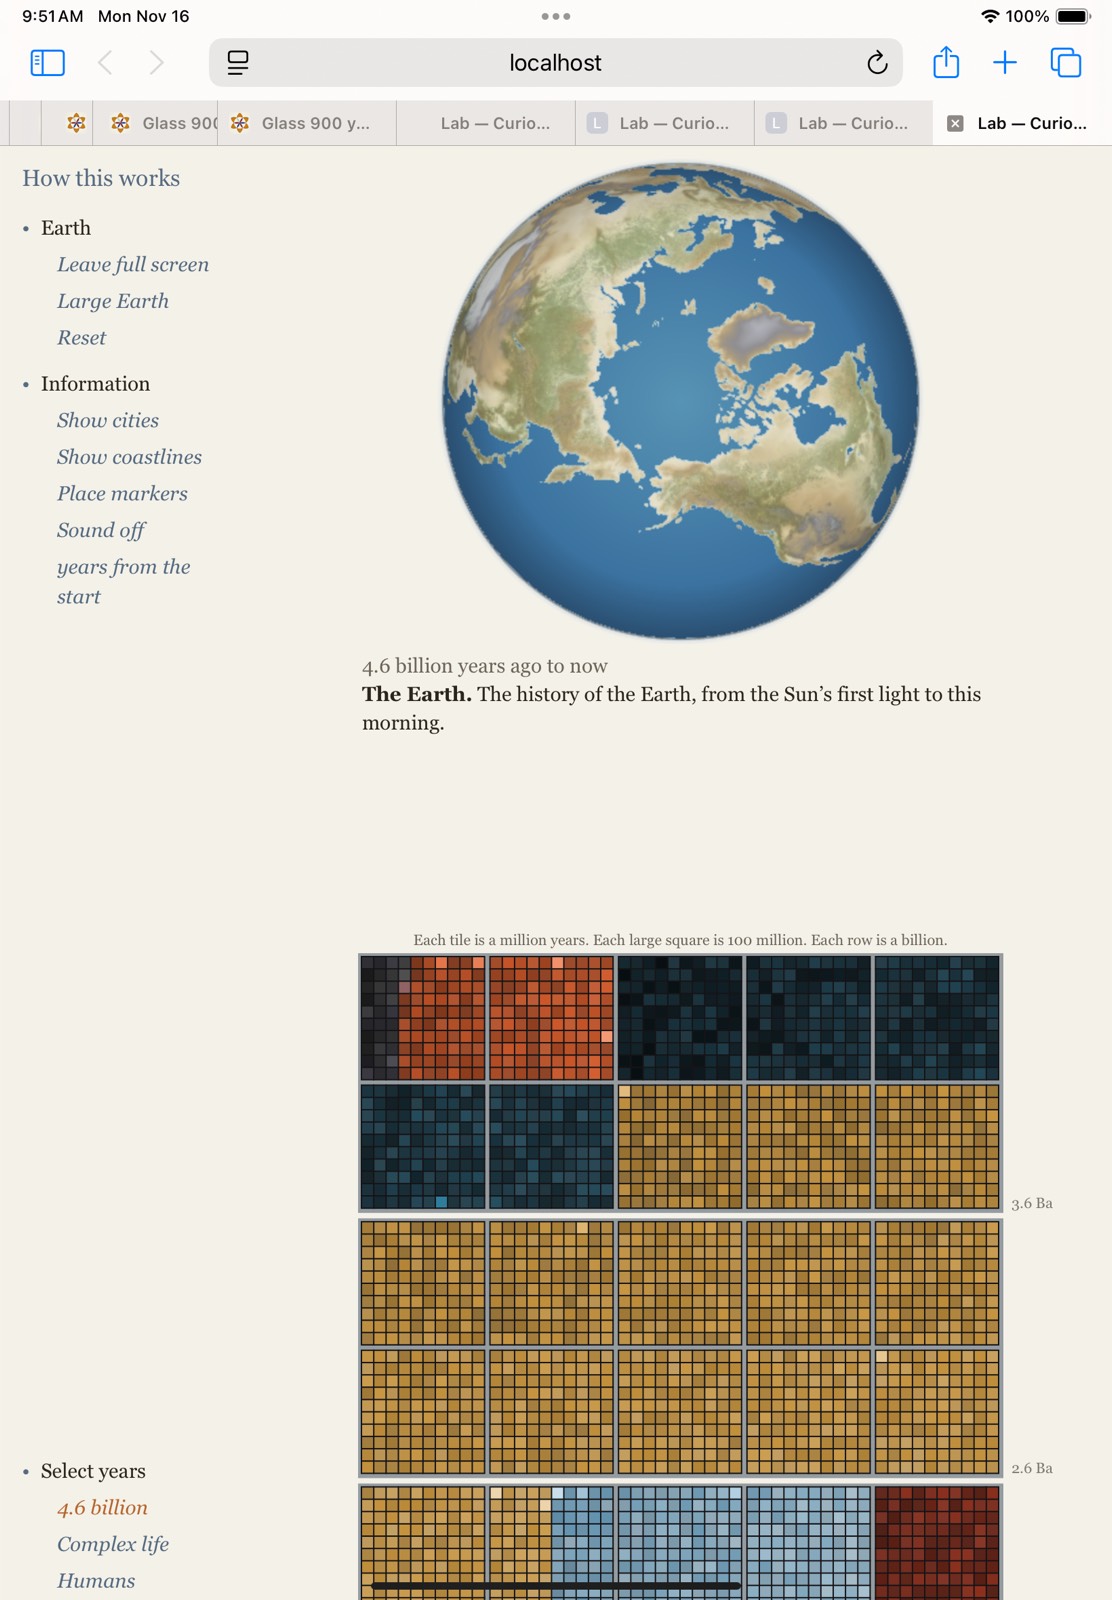 9:51 AM Mon Nov 16
100%
localhost
Glass 900
Glass 900 y...
Lab — Curio...
L Lab — Curio...
L Lab — Curio...
Lab — Curio...
How this works
• Earth
Leave full screen
Large Earth
Reset
• Information
Show cities
Show coastlines
Place markers
Sound off
years from the
start
4.6 billion years ago to now
The Earth. The history of the Earth, from the Sun’s first light to this
morning.
Each tile is a million years. Each large square is 100 million. Each row is a billion.
3.6 Ba
2.6 Ba
• Select years
4.6 billion
Complex life
Humans